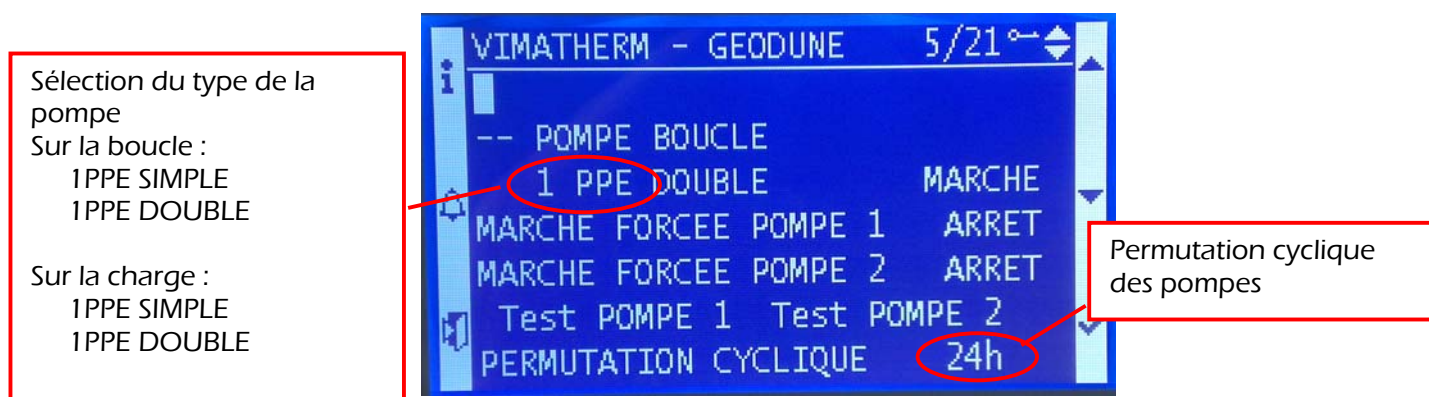 Sélection du type de la
pompe
Sur la boucle :
1PPE SIMPLE
1PPE DOUBLE
Sur la charge :
1PPE SIMPLE
1PPE DOUBLE
VIMATHERM - GEODUNE 5/21
-- POMPE BOUCLE
1 PPE DOUBLE MARCHE
MARCHE FORCEE POMPE 1 ARRET
MARCHE FORCEE POMPE 2 ARRET
Test POMPE 1 Test POMPE 2
PERMUTATION CYCLIQUE 24h
Permutation cyclique
des pompes